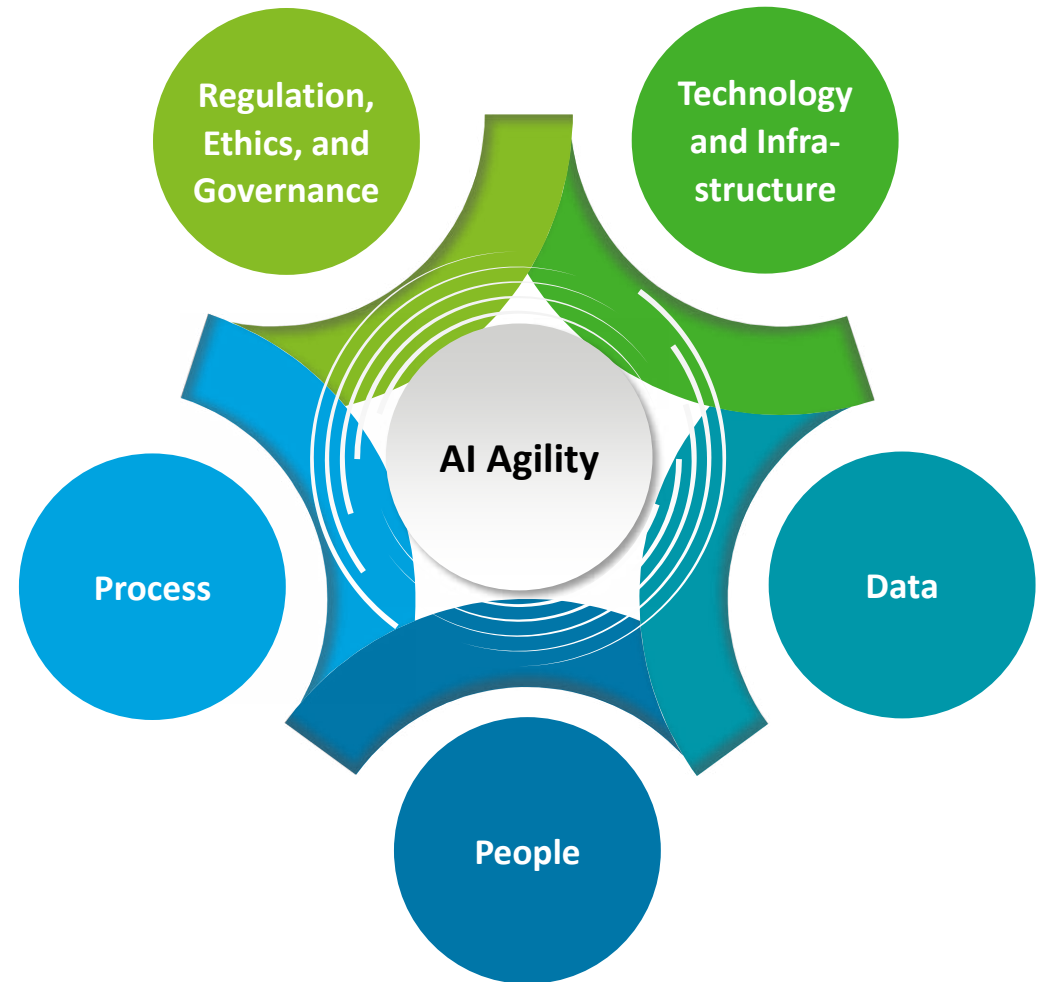 Regulation,
Ethics, and
Governance
Technology
and Infra-
structure
AI Agility
Process
Data
People